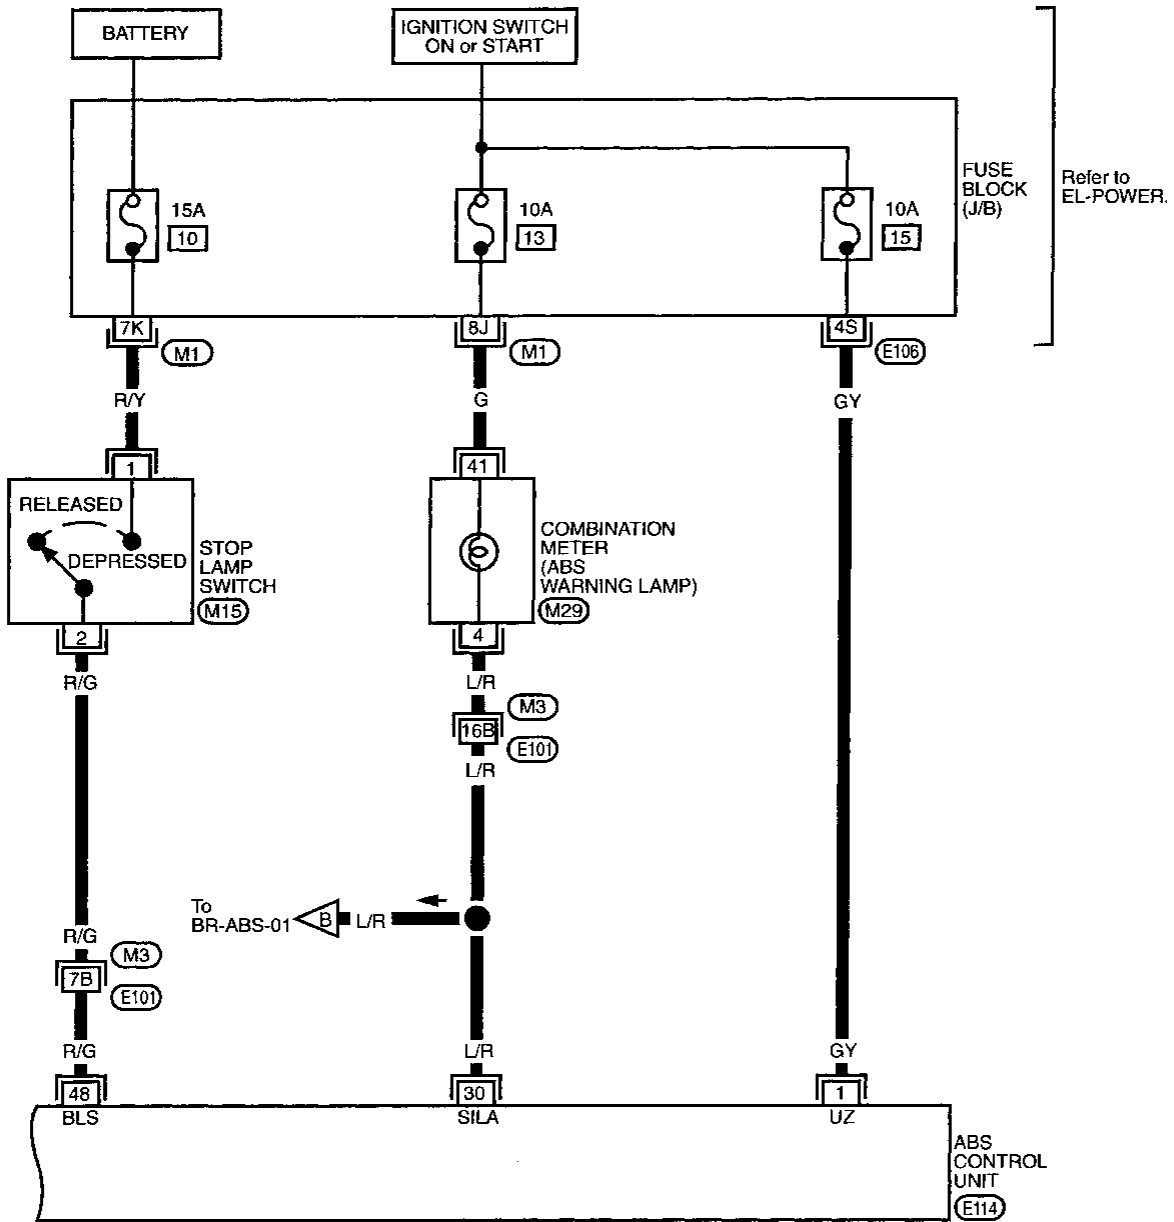 BATTERY
IGNITION SWITCH
ON or START
FUSE
BLOCK
(J/B)
Refer to
EL-POWER.
15A
10
10A
13
10A
15
7K
M1
8J
M1
4S
E106
R/Y
G
GY
1
41
RELEASED
DEPRESSED
STOP
LAMP
SWITCH
M15
COMBINATION
METER
(ABS
WARNING LAMP)
M29
2
4
R/G
L/R
M3
16B
E101
L/R
To
BR-ABS-01
B
L/R
R/G
M3
7B
E101
R/G
L/R
GY
48
30
1
BLS
SILA
UZ
ABS
CONTROL
UNIT
E114